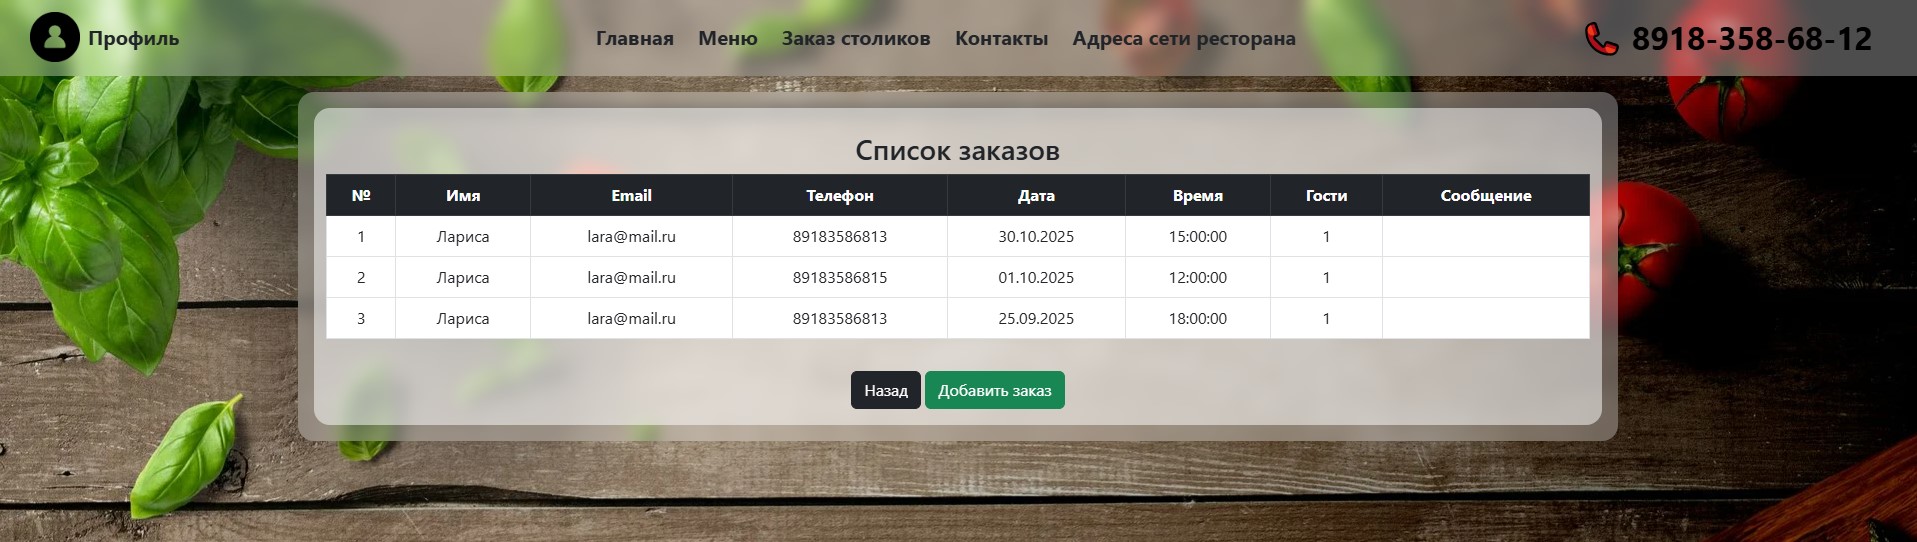 Профиль Главная Меню Заказ столиков Контакты Адреса сети ресторана 8918-358-68-12
Список заказов
№ Имя Email Телефон Дата Время Гости Сообщение
1 Лариса lara@mail.ru 89183586813 30.10.2025 15:00:00 1
2 Лариса lara@mail.ru 89183586815 01.10.2025 12:00:00 1
3 Лариса lara@mail.ru 89183586813 25.09.2025 18:00:00 1
Назад Добавить заказ